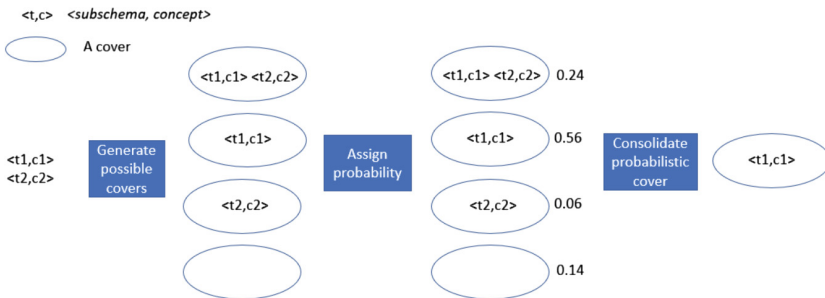 <t,c> <subschema, concept>
A cover
<t1,c1>
<t2,c2>
Generate
possible
covers
<t1,c1> <t2,c2>
<t1,c1>
<t2,c2>
Assign
probability
<t1,c1> <t2,c2> 0.24
<t1,c1> 0.56
<t2,c2> 0.06
0.14
Consolidate
probabilistic
cover
<t1,c1>